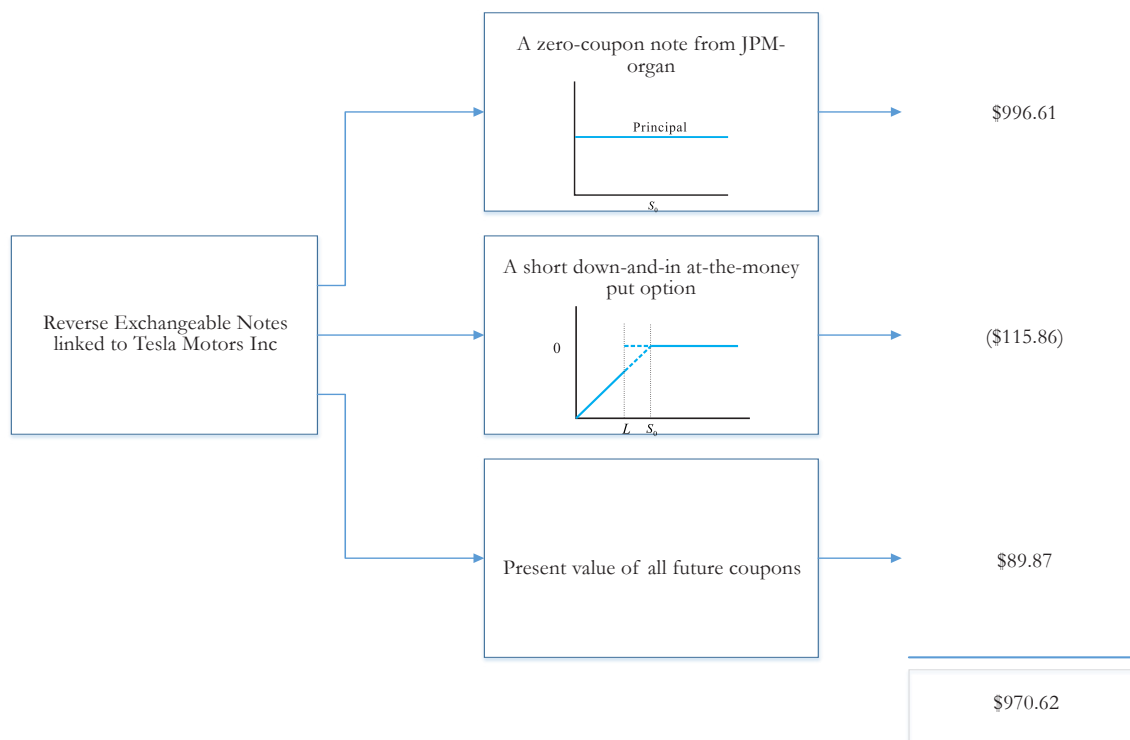 Reverse Exchangeable Notes
linked to Tesla Motors Inc
A zero-coupon note from JPM-
organ
Principal
S₀
$996.61
A short down-and-in at-the-money
put option
0
L S₀
($115.86)
Present value of all future coupons
$89.87
$970.62